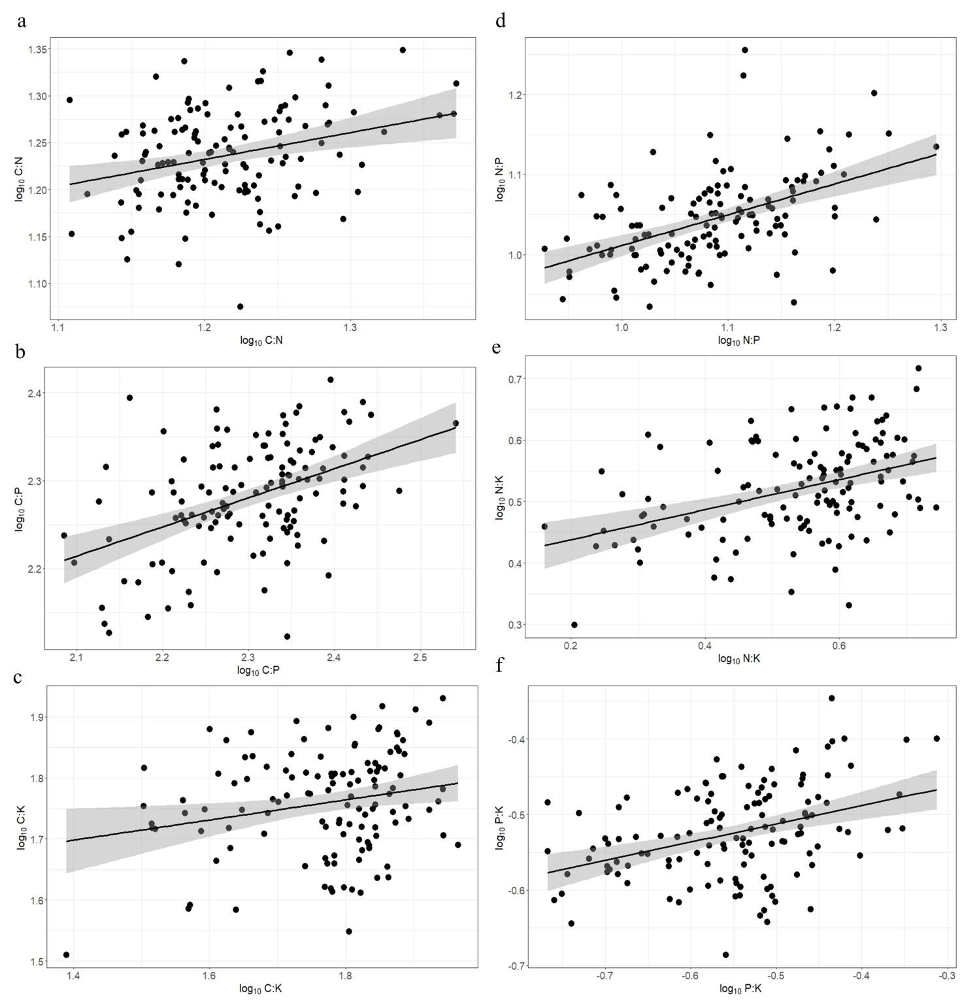 a
1.35
1.30
1.25
1.20
1.15
1.10
log₁₀ C:N
1.1 1.2 1.3
log₁₀ C:N
d
1.2
1.1
1.0
log₁₀ N:P
1.0 1.1 1.2 1.3
log₁₀ N:P
b
2.4
2.3
2.2
log₁₀ C:P
2.1 2.2 2.3 2.4 2.5
log₁₀ C:P
e
0.7
0.6
0.5
0.4
0.3
log₁₀ N:K
0.2 0.4 0.6
log₁₀ N:K
c
1.9
1.8
1.7
1.6
1.5
log₁₀ C:K
1.4 1.6 1.8
log₁₀ C:K
f
-0.4
-0.5
-0.6
-0.7
log₁₀ P:K
-0.7 -0.6 -0.5 -0.4 -0.3
log₁₀ P:K